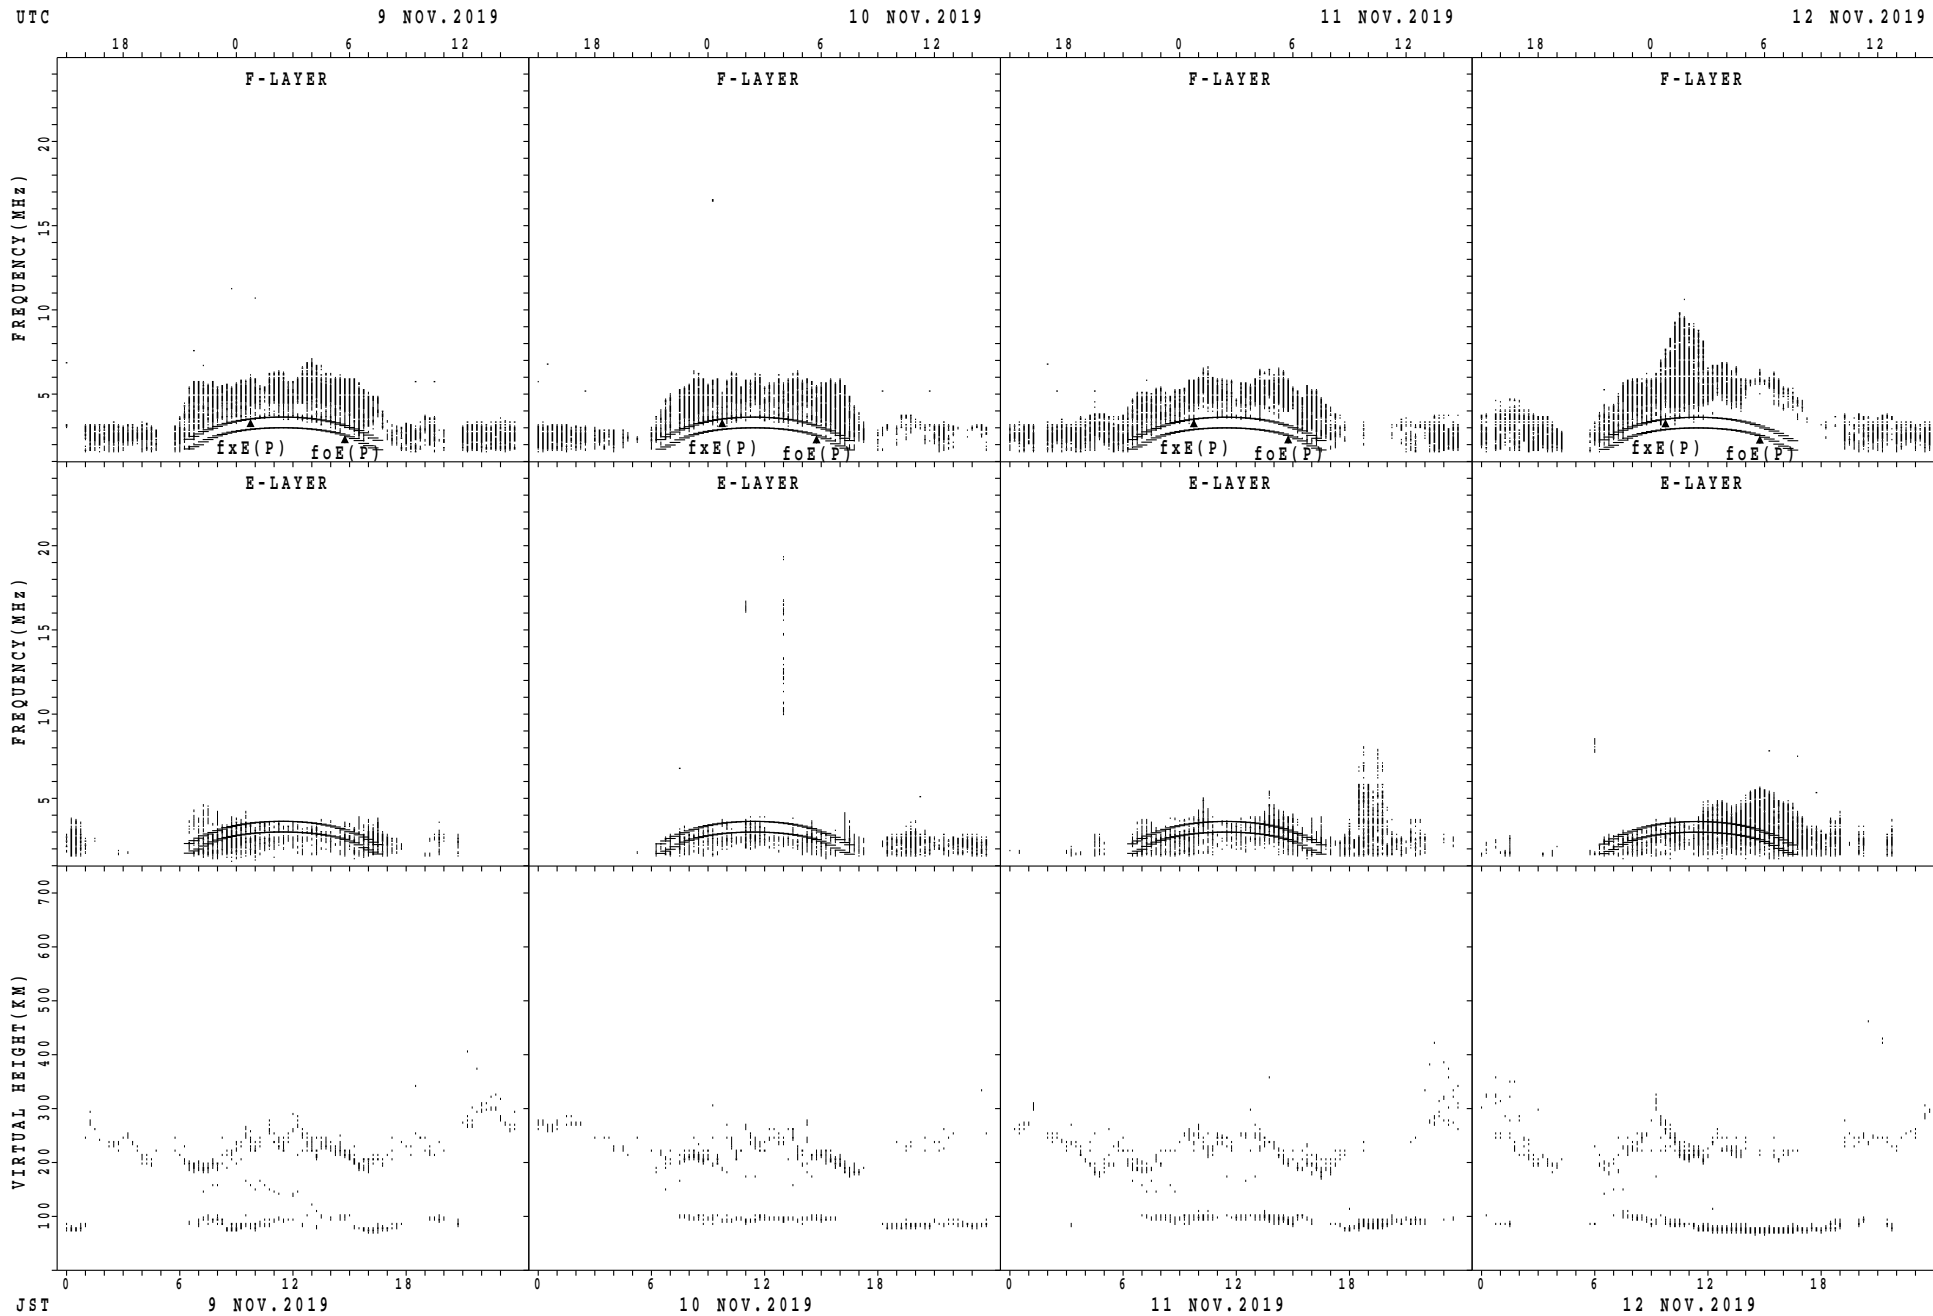 UTC 9 NOV.2019 10 NOV.2019 11 NOV.2019 12 NOV.2019
18 0 6 12 18 0 6 12 18 0 6 12 18 0 6 12
F-LAYER F-LAYER F-LAYER F-LAYER
FREQUENCY(MHz)
20
15
10
5
fxE(P) foE(P) fxE(P) foE(P) fxE(P) foE(P) fxE(P) foE(P)
E-LAYER E-LAYER E-LAYER E-LAYER
FREQUENCY(MHz)
20
15
10
5
VIRTUAL HEIGHT(KM)
700
600
500
400
300
200
100
0 6 12 18 0 6 12 18 0 6 12 18 0 6 12 18
JST 9 NOV.2019 10 NOV.2019 11 NOV.2019 12 NOV.2019